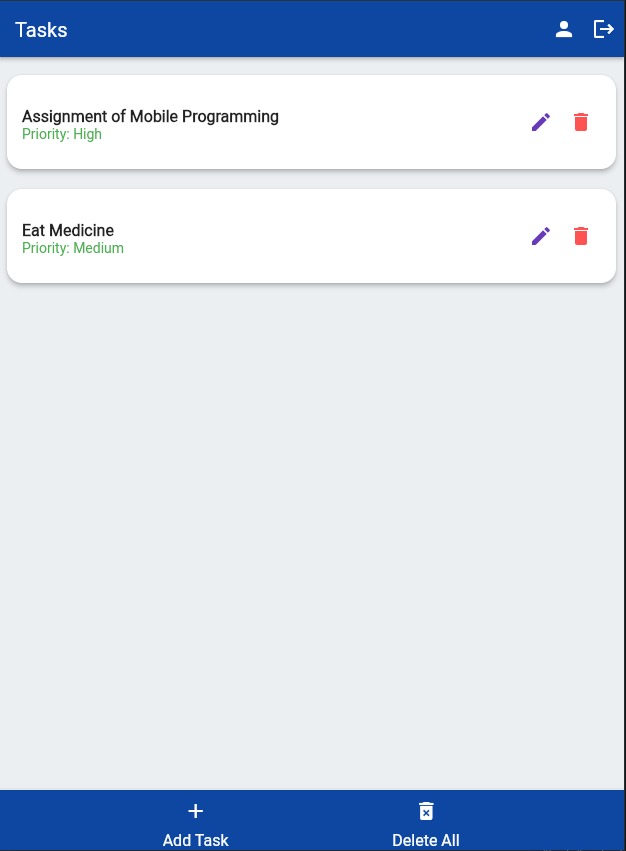 Tasks
Assignment of Mobile Programming
Priority: High
Eat Medicine
Priority: Medium
Add Task
Delete All